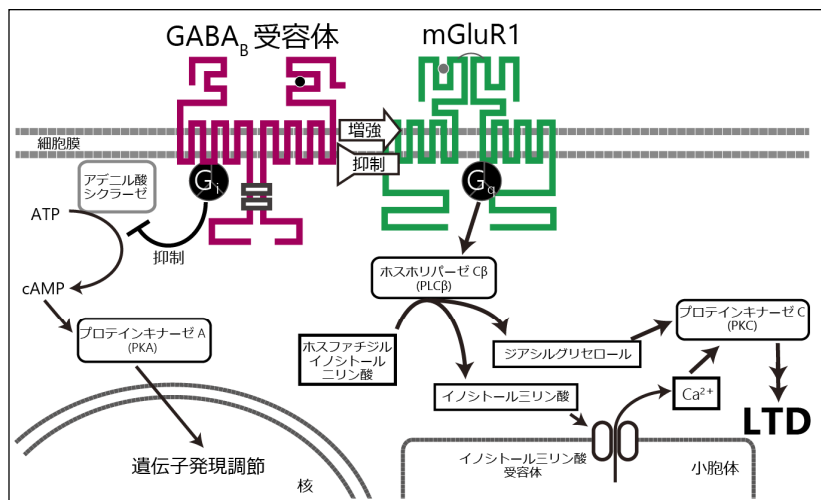 GABAB 受容体
mGluR1
増強
抑制
細胞膜
アデニル酸
シクラーゼ
Gi
Gq
ATP
抑制
cAMP
ホスホリパーゼ Cβ
(PLCβ)
プロテインキナーゼ A
(PKA)
プロテインキナーゼ C
(PKC)
ホスファチジル
イノシトール
二リン酸
ジアシルグリセロール
イノシトール三リン酸
Ca²⁺
LTD
遺伝子発現調節
核
イノシトール三リン酸
受容体
小胞体